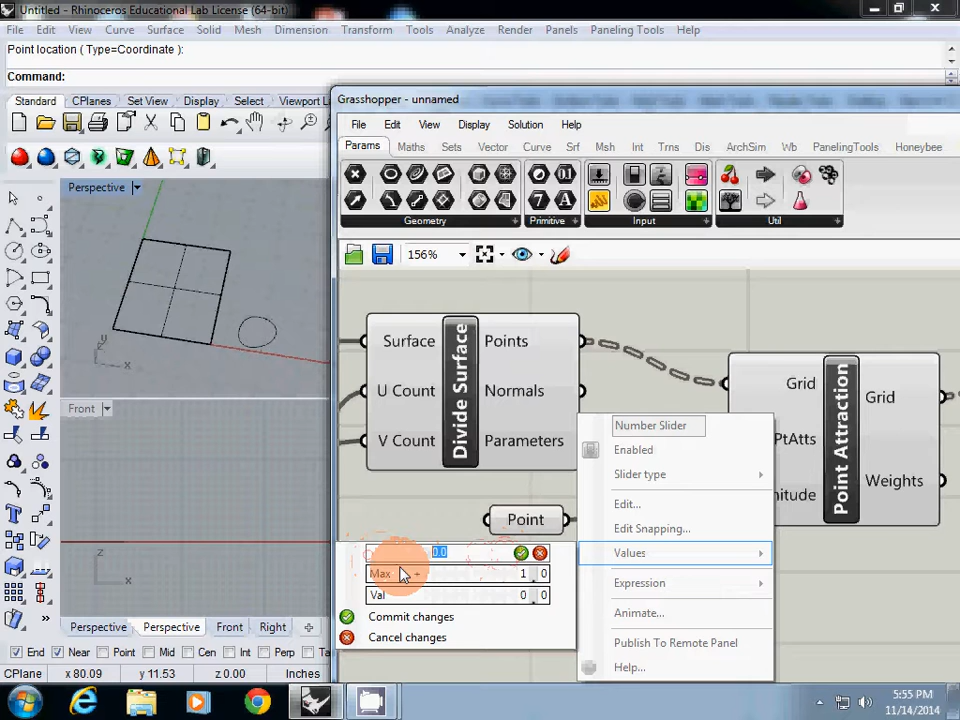 Untitled - Rhinoceros Educational Lab License (64-bit)
File Edit View Curve Surface Solid Mesh Dimension Transform Tools Analyze Render Panels Paneling Tools Help
Point location ( Type=Coordinate ):
Command:
Standard CPlanes Set View Display Select Viewport L
Grasshopper - unnamed
File Edit View Display Solution Help
Params Maths Sets Vector Curve Srf Msh Int Trns Dis ArchSim Wb PanelingTools Honeybee
Geometry Primitive Input Util
Perspective
156%
Surface Points
U Count Normals
V Count Parameters
Divide Surface
Grid Grid
PtAtts
nitude Weights
Point Attraction
Point
y
x
Front
z
x
Number Slider
Enabled
Slider type
Edit...
Edit Snapping...
Values
Expression
Animate...
Publish To Remote Panel
Help...
0.0
Max 1 . 0
Val 0 . 0
Commit changes
Cancel changes
Perspective Perspective Front Right
End Near Point Mid Cen Int Perp Ta
CPlane x 80.09 y 11.53 z 0.00 Inches
5:55 PM
11/14/2014